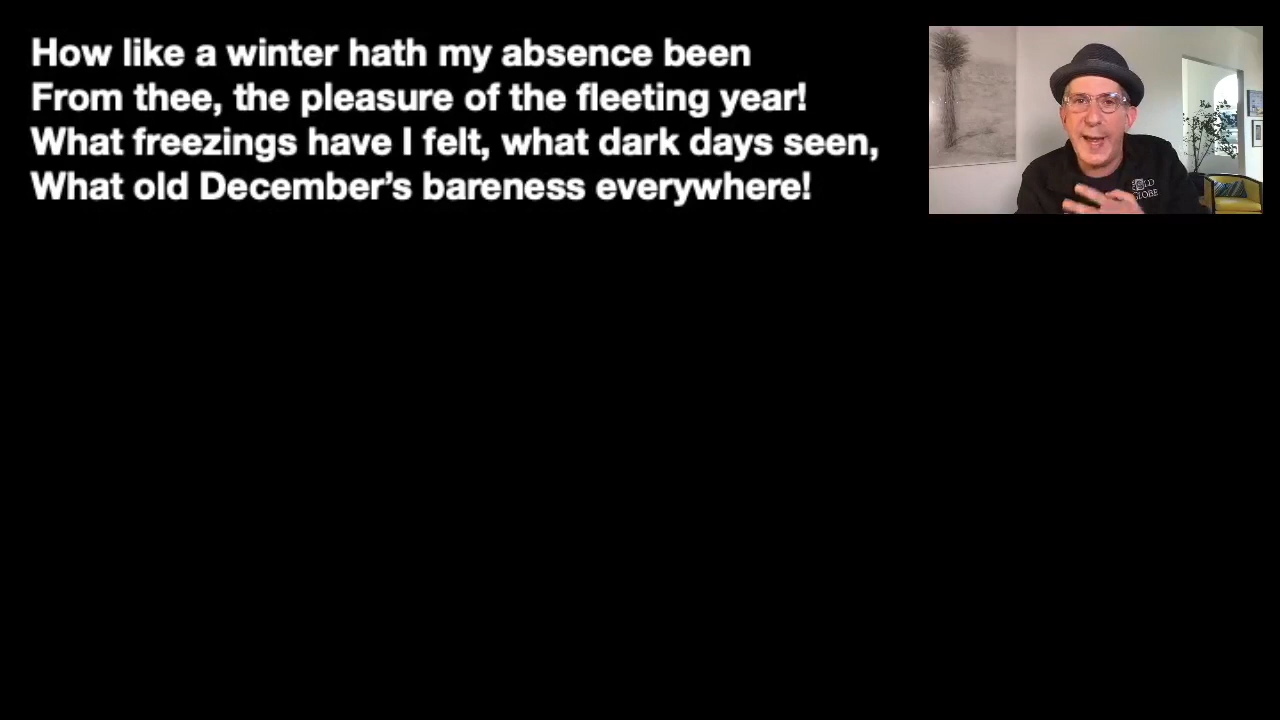 How like a winter hath my absence been
From thee, the pleasure of the fleeting year!
What freezings have I felt, what dark days seen,
What old December’s bareness everywhere!
GLOBE